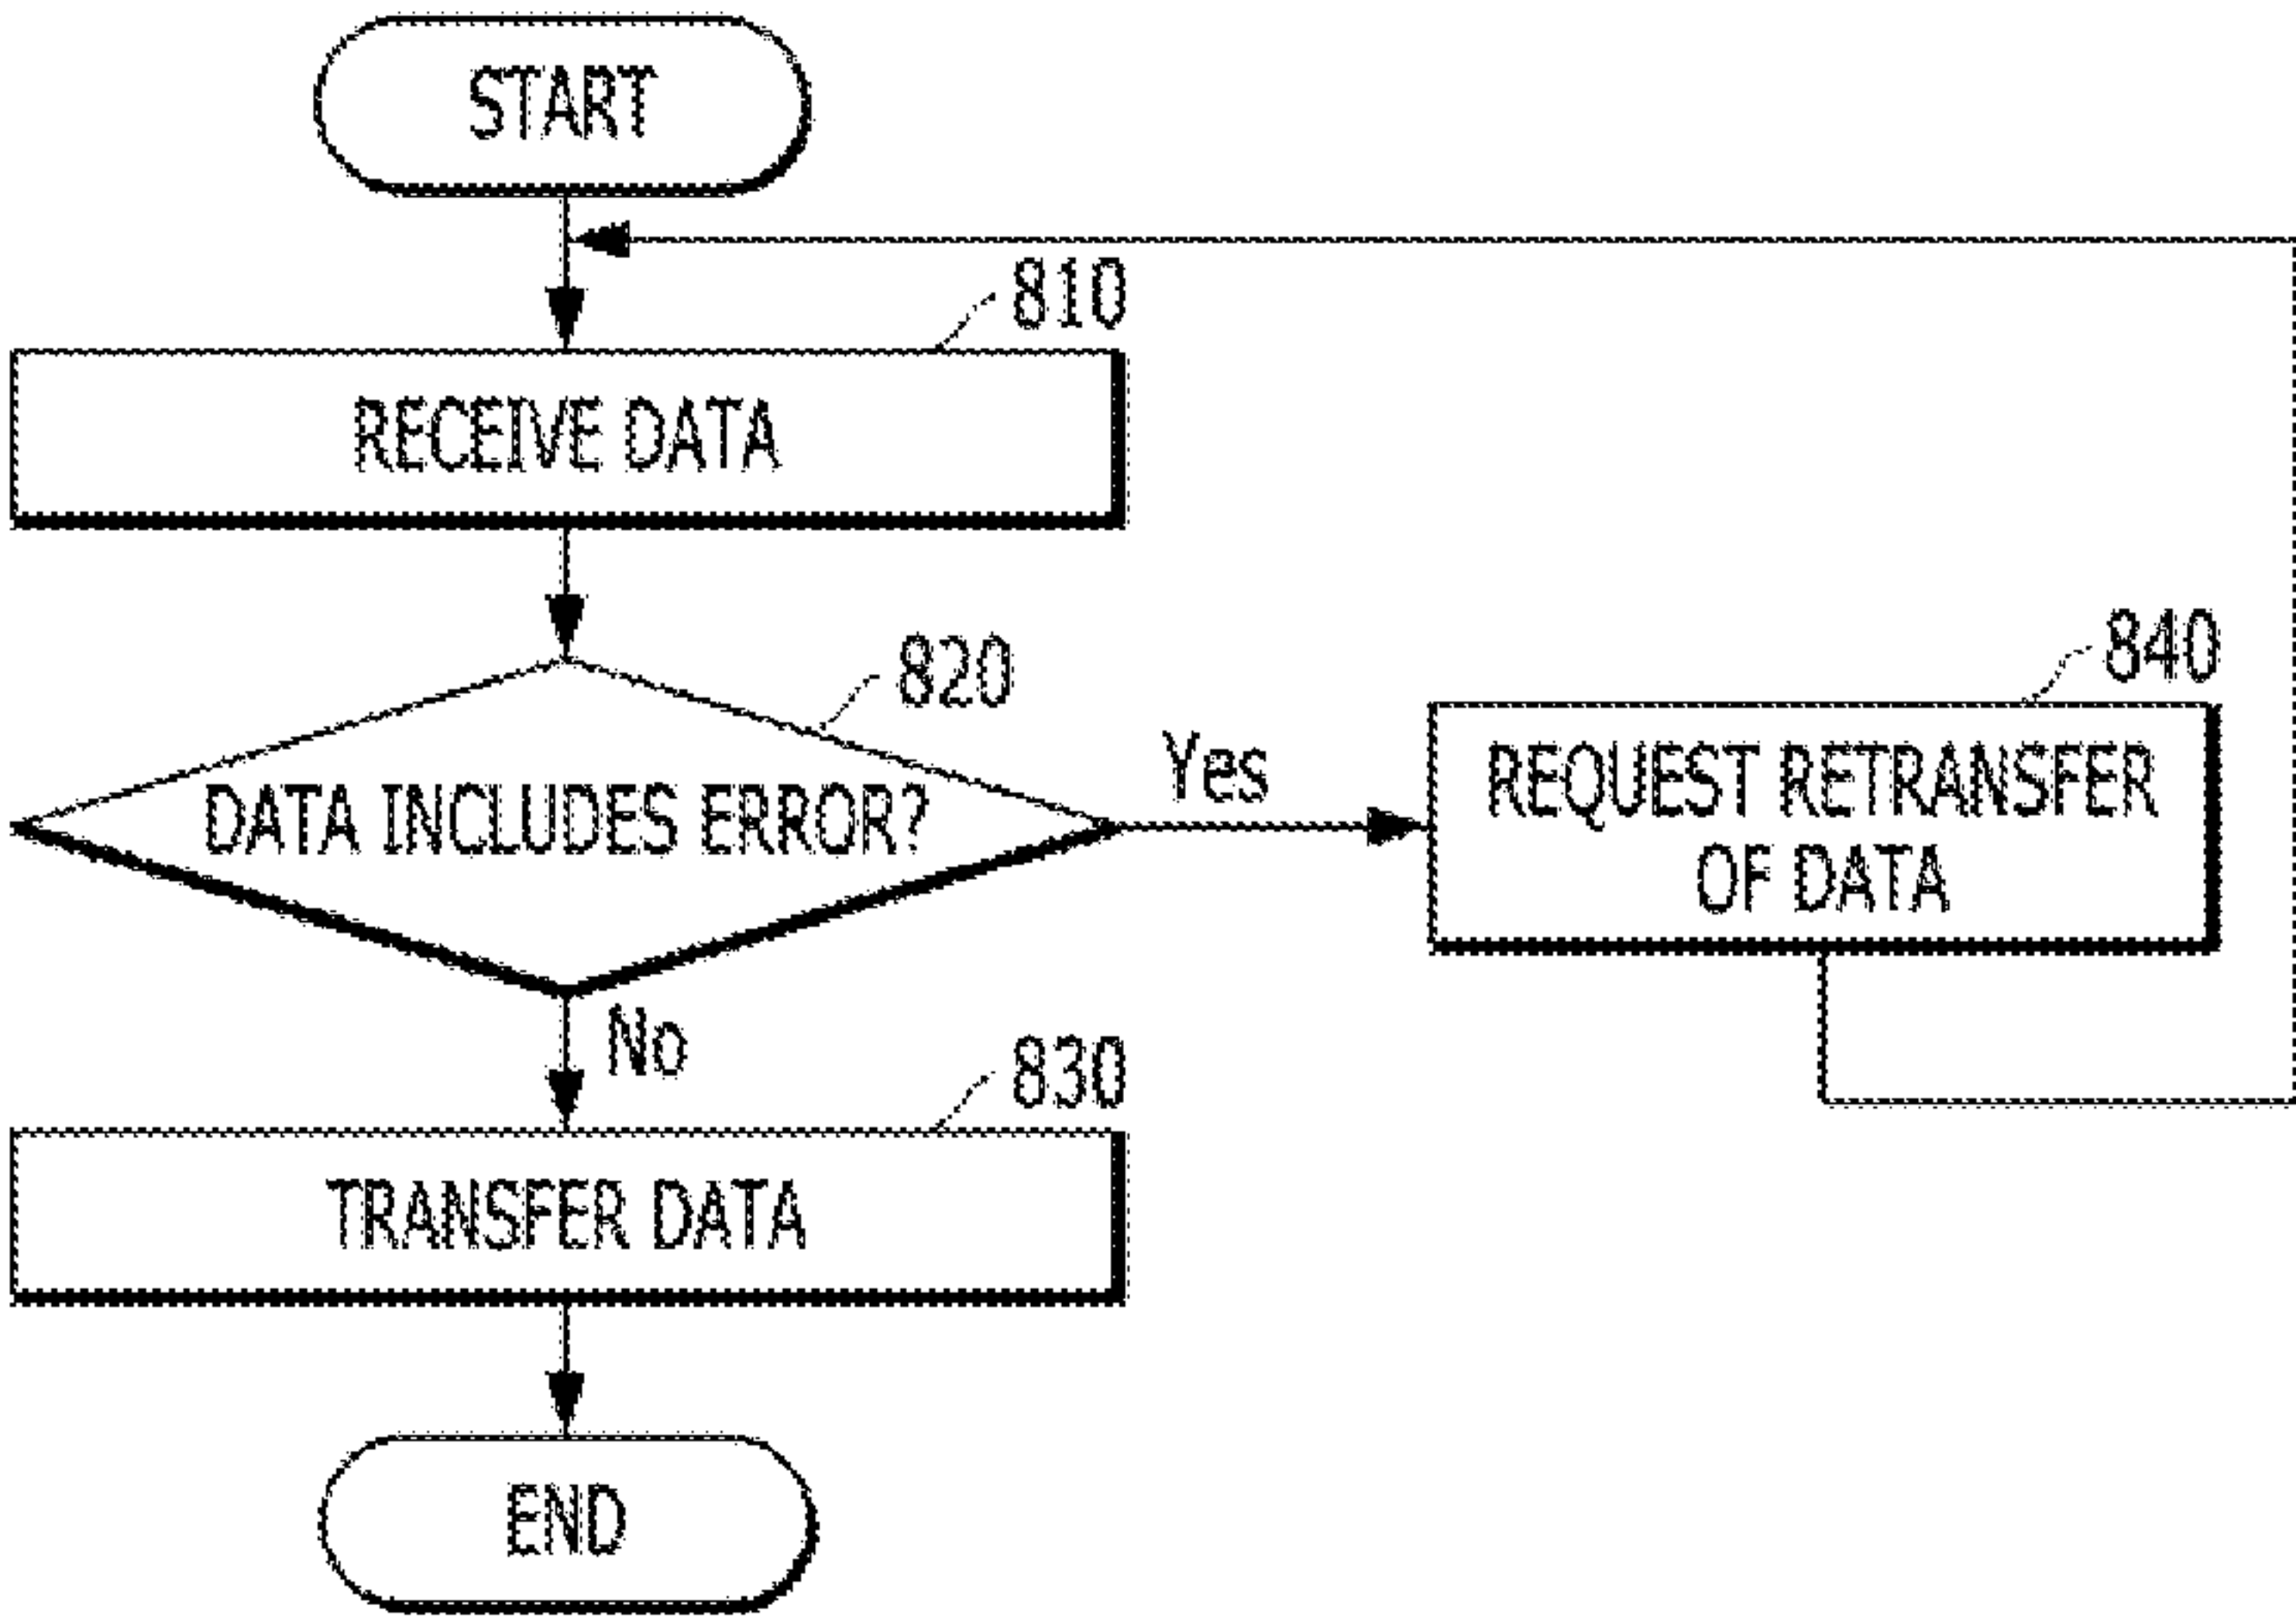 START
810
RECEIVE DATA
820
DATA INCLUDES ERROR?
Yes
840
REQUEST RETRANSFER
OF DATA
No
830
TRANSFER DATA
END